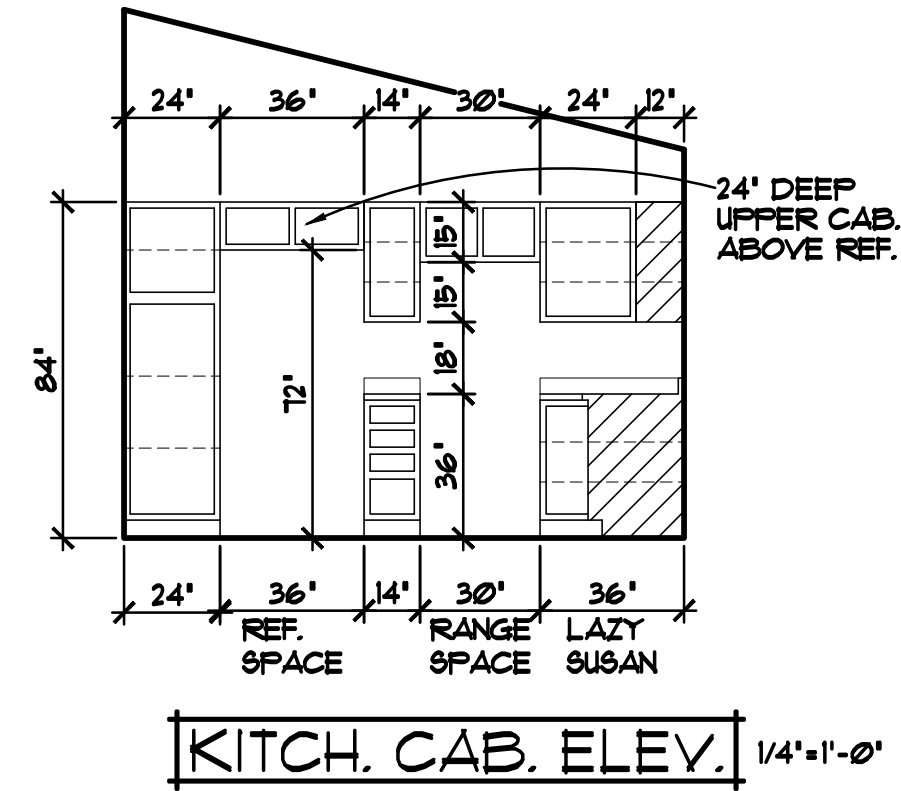 24" 36" 14" 30" 24" 12"
24" DEEP
UPPER CAB.
ABOVE REF.
15"
15"
18"
84"
72"
36"
24" 36" 14" 30" 36"
REF. RANGE LAZY
SPACE SPACE SUSAN
KITCH. CAB. ELEV. 1/4"=1'-0"